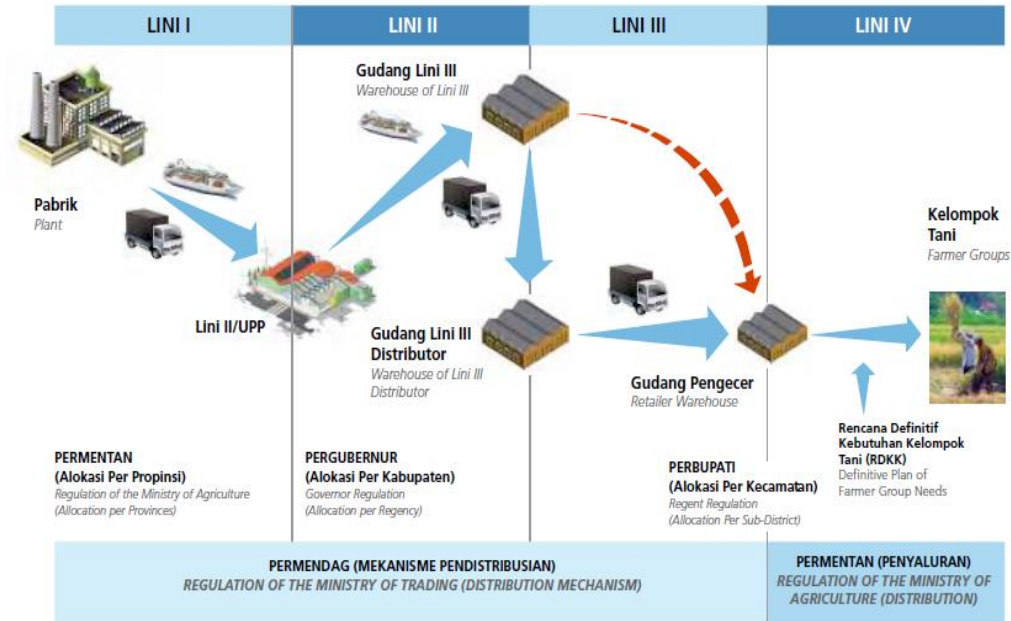 LINI I
LINI II
LINI III
LINI IV
Gudang Lini III
Warehouse of Lini III
Pabrik
Plant
Lini II/UPP
Gudang Lini III
Distributor
Warehouse of Lini III
Distributor
Gudang Pengecer
Retailer Warehouse
Kelompok
Tani
Farmer Groups
Rencana Definitif
Kebutuhan Kelompok
Tani (RDKK)
Definitive Plan of
Farmer Group Needs
PERMENTAN
(Alokasi Per Propinsi)
Regulation of the Ministry of Agriculture
(Allocation per Provinces)
PERGUBERNUR
(Alokasi Per Kabupaten)
Governor Regulation
(Allocation per Regency)
PERBUPATI
(Alokasi Per Kecamatan)
Regent Regulation
(Allocation Per Sub-District)
PERMENDAG (MEKANISME PENDISTRIBUSIAN)
REGULATION OF THE MINISTRY OF TRADING (DISTRIBUTION MECHANISM)
PERMENTAN (PENYALURAN)
REGULATION OF THE MINISTRY OF
AGRICULTURE (DISTRIBUTION)